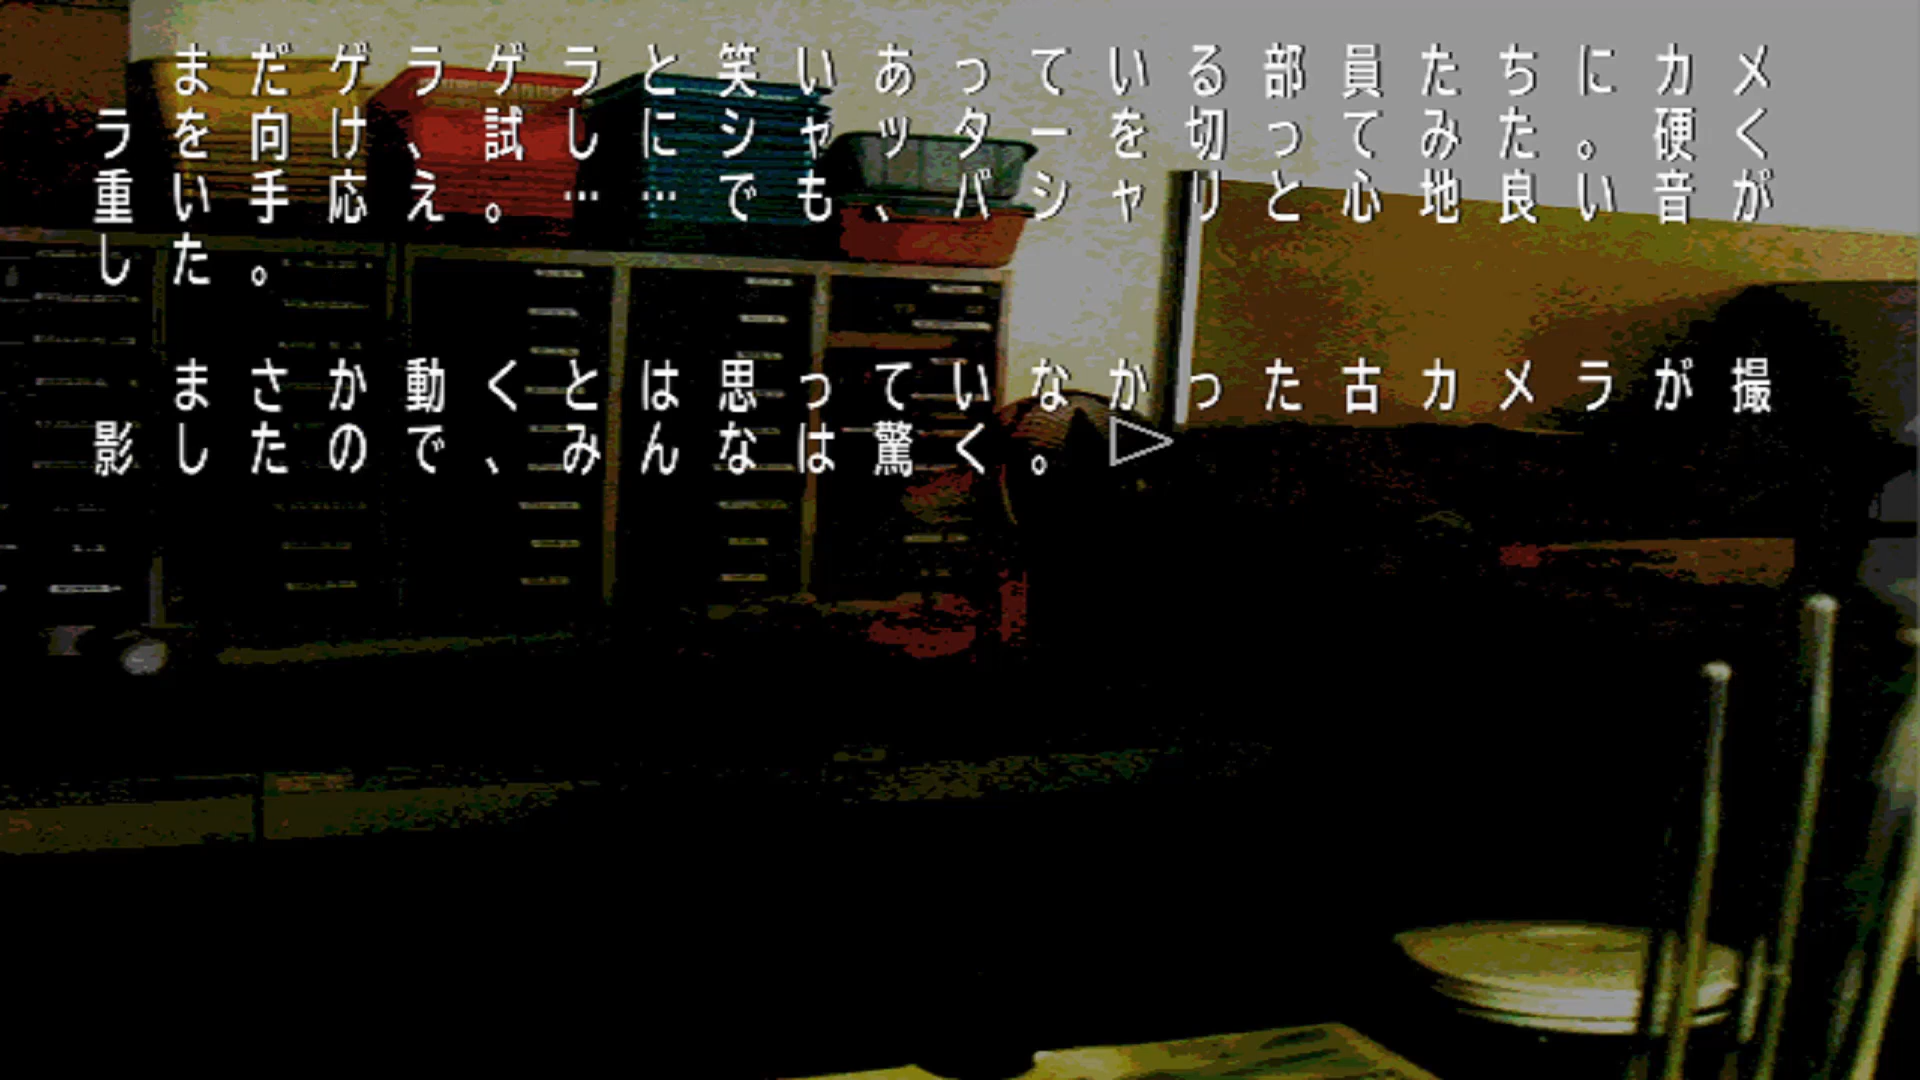 まだゲラゲラと笑いあっている部員たちにカメ
ラを向け、試しにシャッターを切ってみた。硬く
重い手応え。……でも、パシャリと心地良い音が
した。
まさか動くとは思っていなかった古カメラが撮
影したので、みんなは驚く。